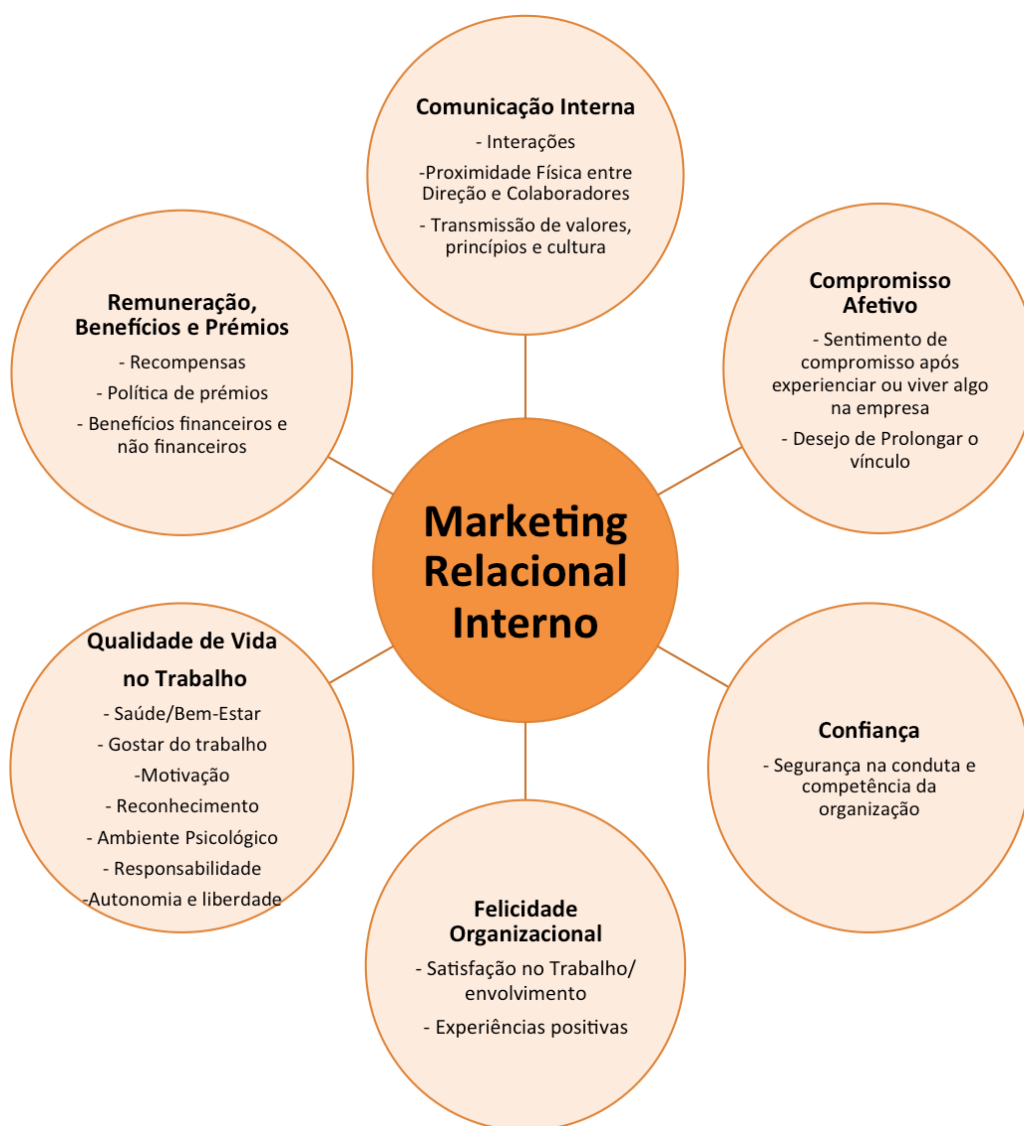 Comunicação Interna
- Interações
-Proximidade Física entre
Direção e Colaboradores
- Transmissão de valores,
princípios e cultura
Compromisso
Afetivo
- Sentimento de
compromisso após
experienciar ou viver algo
na empresa
- Desejo de Prolongar o
vínculo
Remuneração,
Benefícios e Prémios
- Recompensas
- Política de prémios
- Benefícios financeiros e
não financeiros
Marketing
Relacional
Interno
Qualidade de Vida
no Trabalho
- Saúde/Bem-Estar
- Gostar do trabalho
-Motivação
- Reconhecimento
- Ambiente Psicológico
- Responsabilidade
-Autonomia e liberdade
Confiança
- Segurança na conduta e
competência da
organização
Felicidade
Organizacional
- Satisfação no Trabalho/
envolvimento
- Experiências positivas